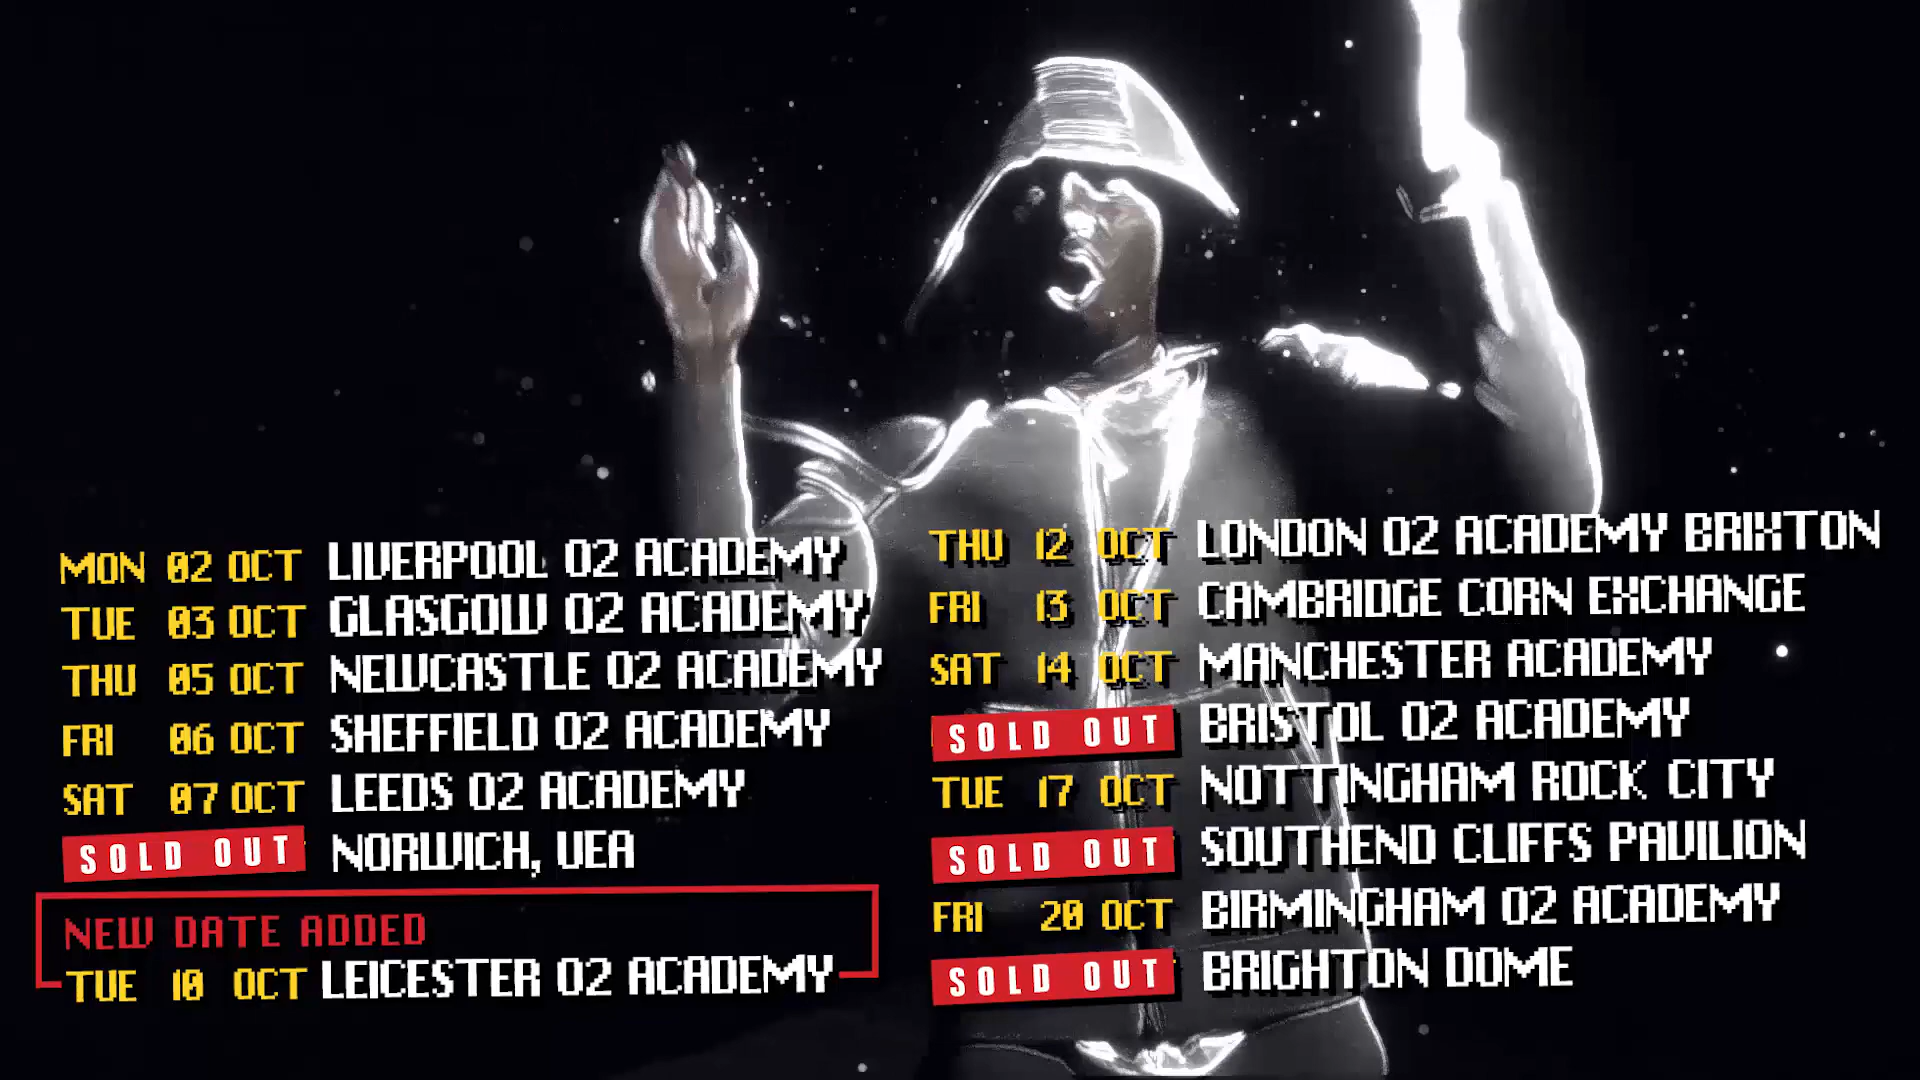 MON 02 OCT LIVERPOOL O2 ACADEMY
TUE 03 OCT GLASGOW O2 ACADEMY
THU 05 OCT NEWCASTLE O2 ACADEMY
FRI 06 OCT SHEFFIELD O2 ACADEMY
SAT 07 OCT LEEDS O2 ACADEMY
SOLD OUT NORWICH, UEA
NEW DATE ADDED
TUE 10 OCT LEICESTER O2 ACADEMY
THU 12 OCT LONDON O2 ACADEMY BRIXTON
FRI 13 OCT CAMBRIDGE CORN EXCHANGE
SAT 14 OCT MANCHESTER ACADEMY
SOLD OUT BRISTOL O2 ACADEMY
TUE 17 OCT NOTTINGHAM ROCK CITY
SOLD OUT SOUTHEND CLIFFS PAVILION
FRI 20 OCT BIRMINGHAM O2 ACADEMY
SOLD OUT BRIGHTON DOME